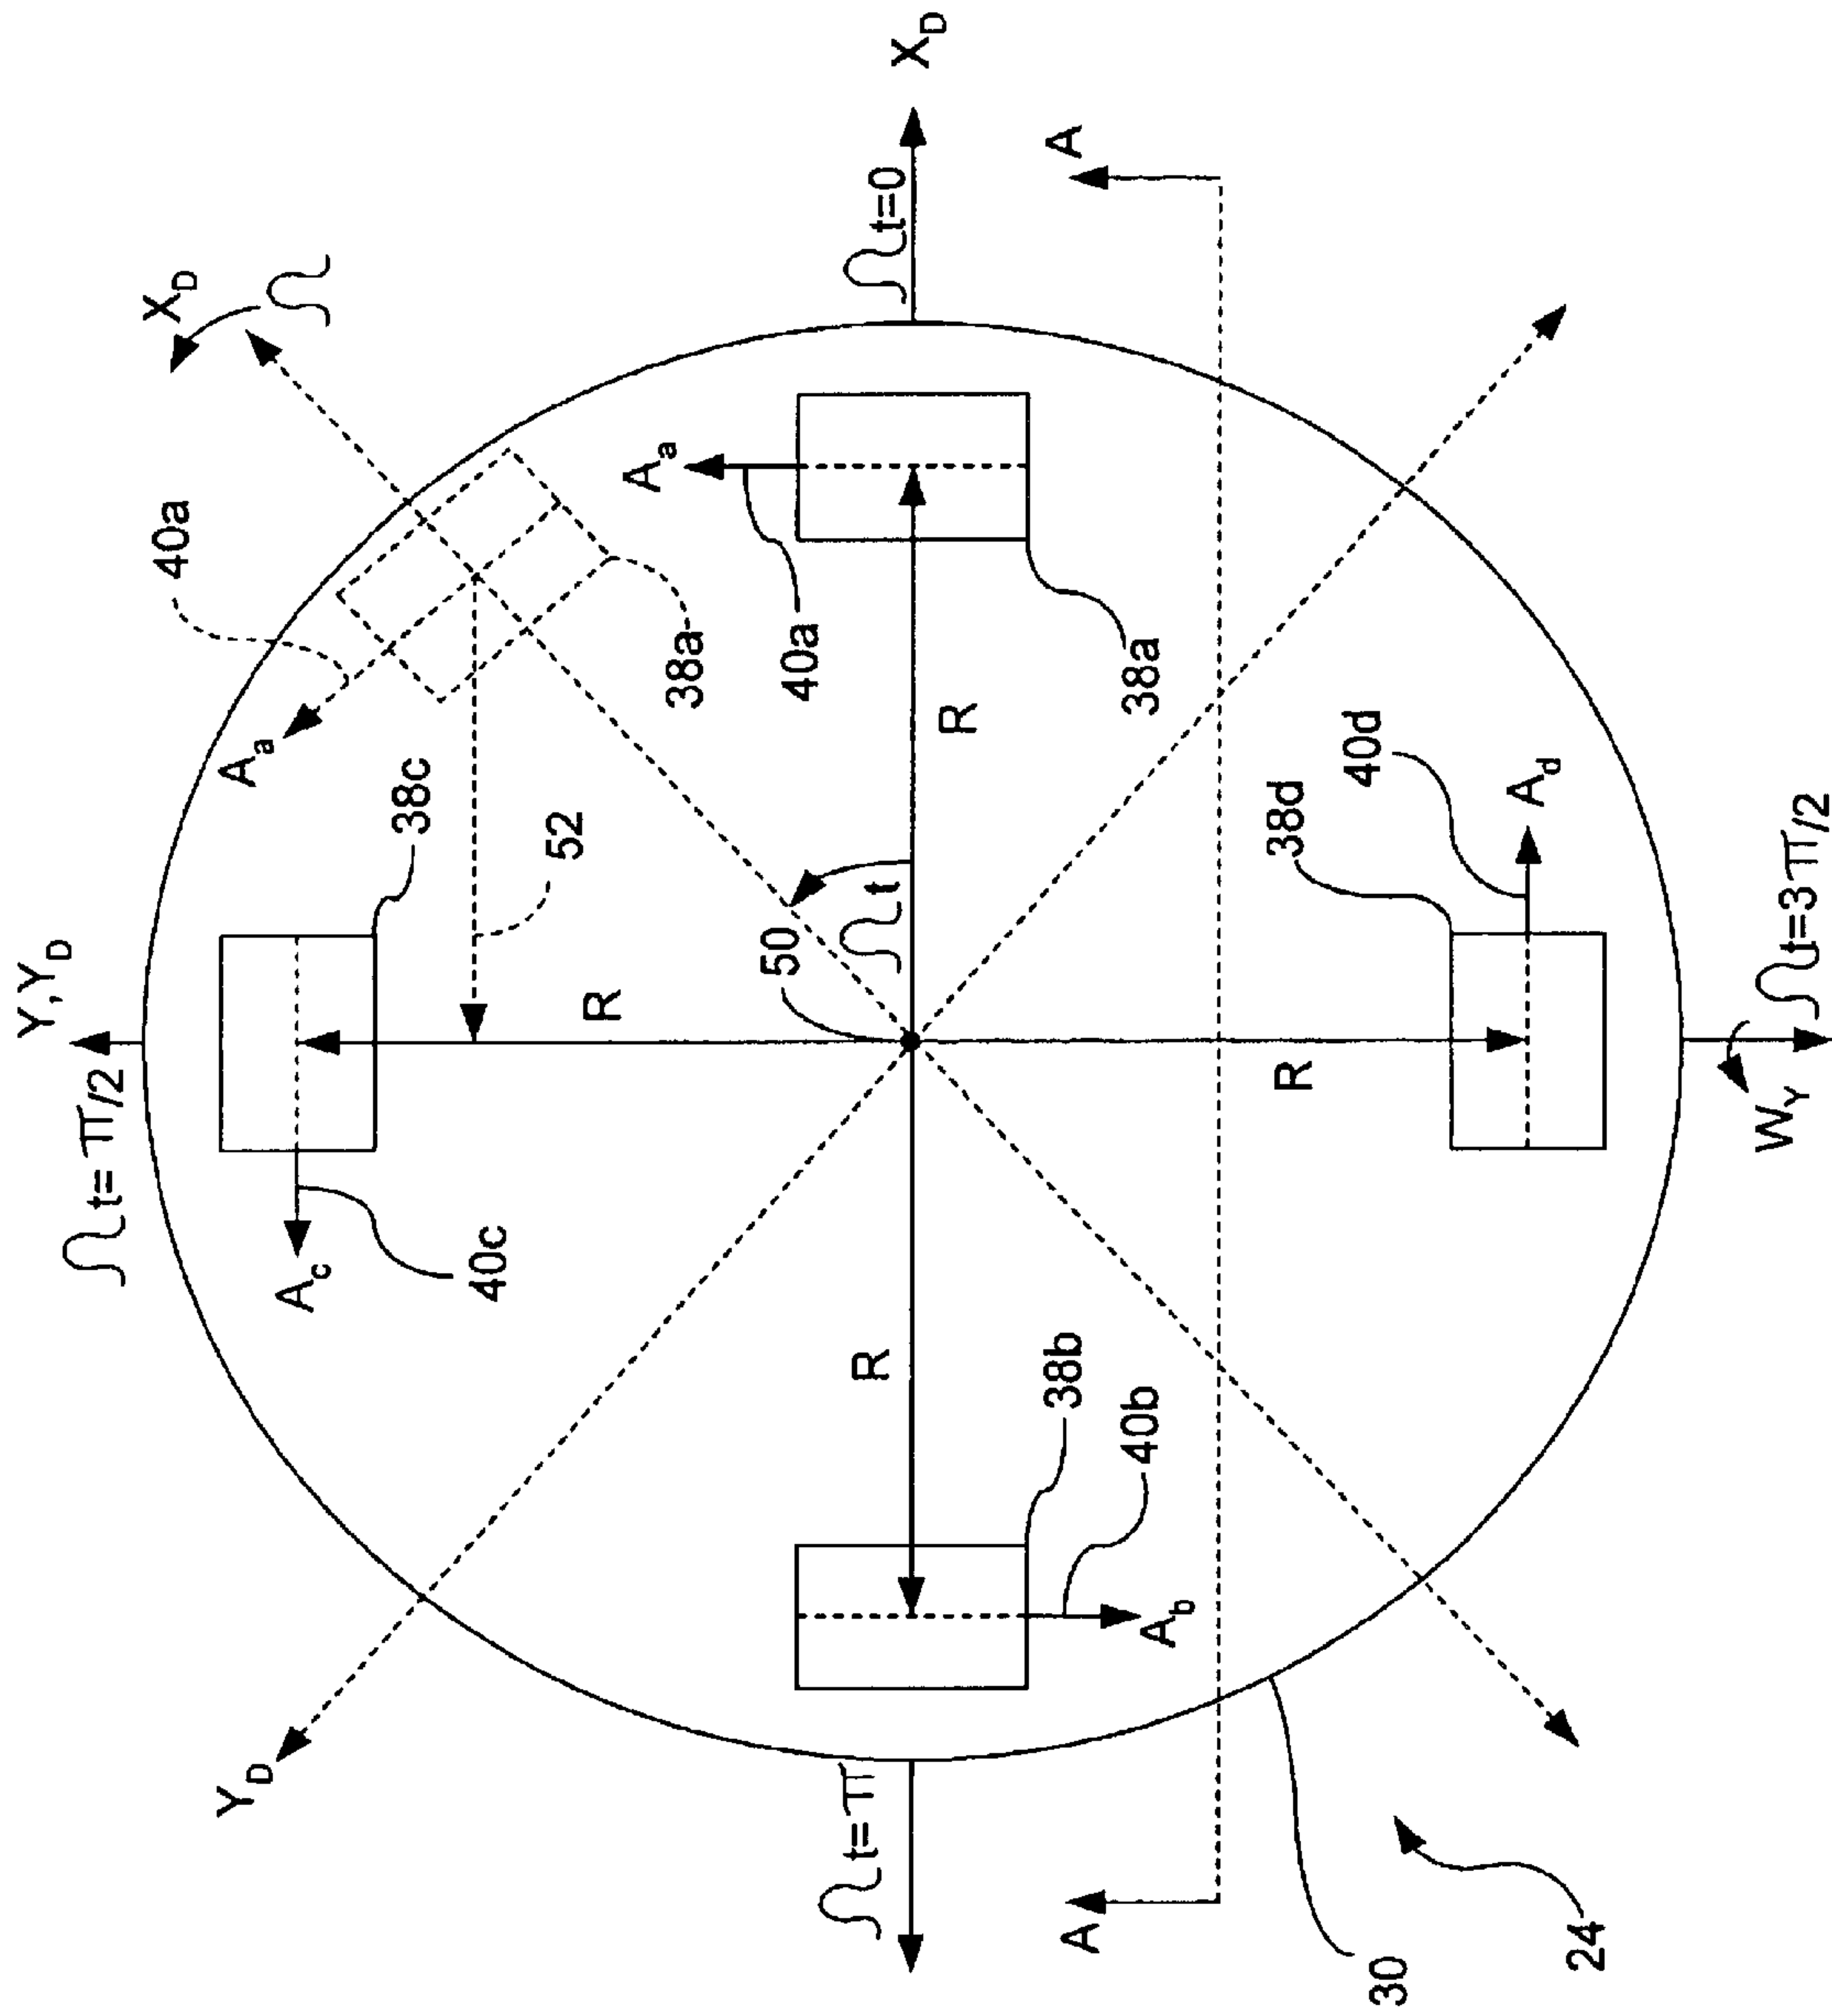 Y,Y_D
Ωt=π/2
X_D
40a
Y_D
A_a
Ω
A_c
38c
40c
52
R
A_a
38a
50
40a
Ωt=π
R
Ωt
Ωt=0
X_D
R
38b
A
A
40b
38a
A_b
38d
R
40d
30
A_d
24
W_Y
Ωt=3π/2